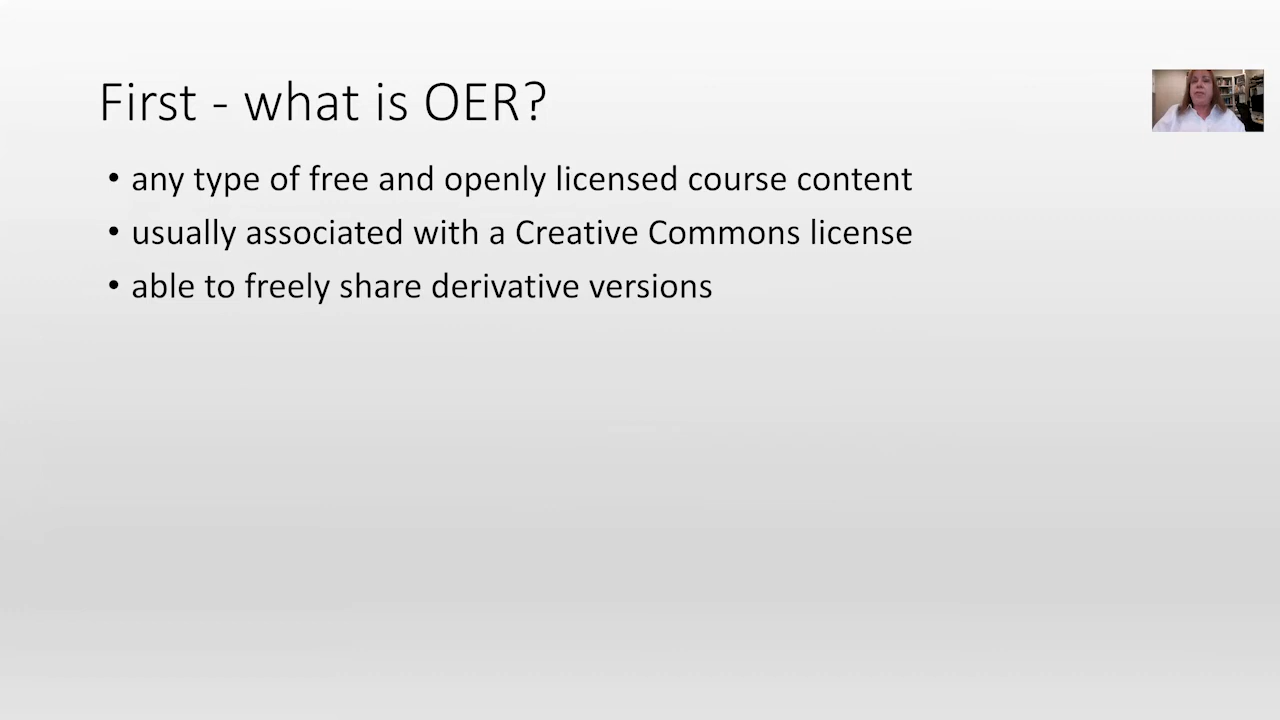 First - what is OER?
• any type of free and openly licensed course content
• usually associated with a Creative Commons license
• able to freely share derivative versions